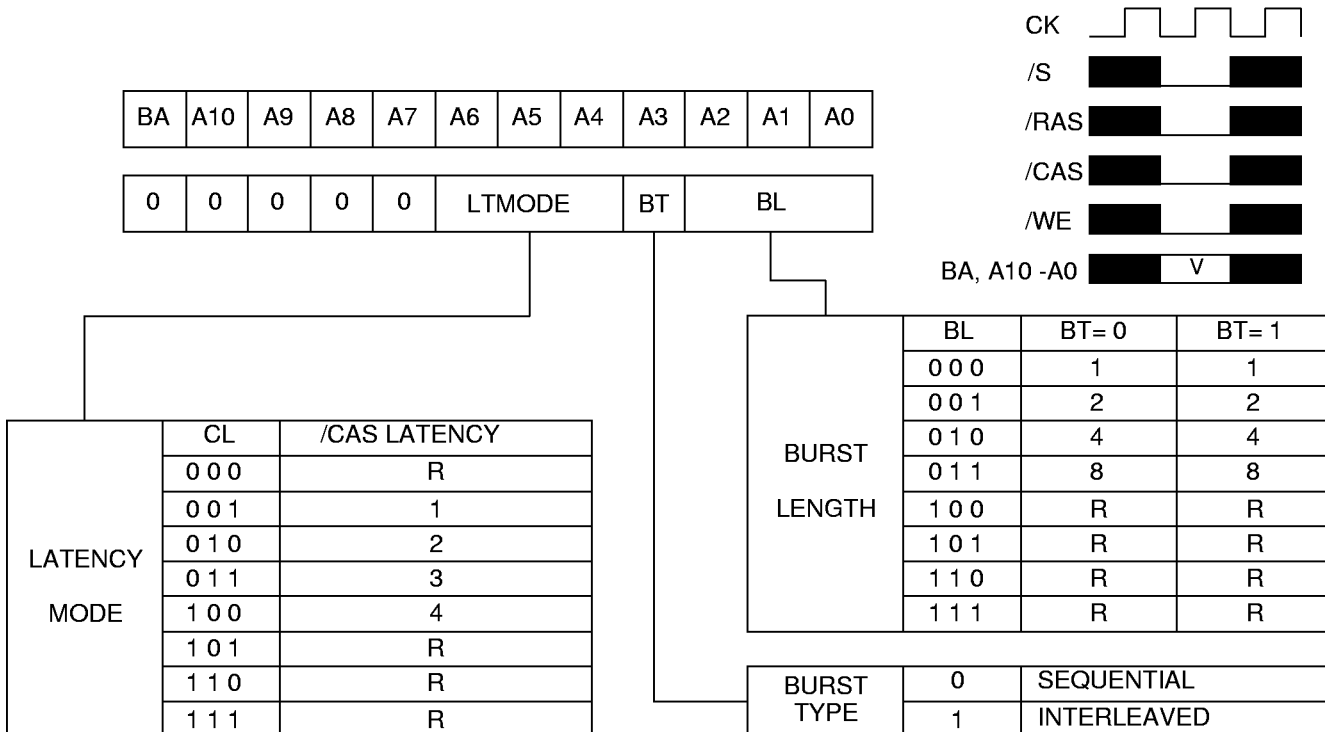 CK
/S
/RAS
/CAS
/WE
BA, A10 -A0 V
BA A10 A9 A8 A7 A6 A5 A4 A3 A2 A1 A0
0 0 0 0 0 LTMODE BT BL
BURST
LENGTH
BL BT= 0 BT= 1
0 0 0 1 1
0 0 1 2 2
0 1 0 4 4
0 1 1 8 8
1 0 0 R R
1 0 1 R R
1 1 0 R R
1 1 1 R R
LATENCY
MODE
CL /CAS LATENCY
0 0 0 R
0 0 1 1
0 1 0 2
0 1 1 3
1 0 0 4
1 0 1 R
1 1 0 R
1 1 1 R
BURST
TYPE
0 SEQUENTIAL
1 INTERLEAVED